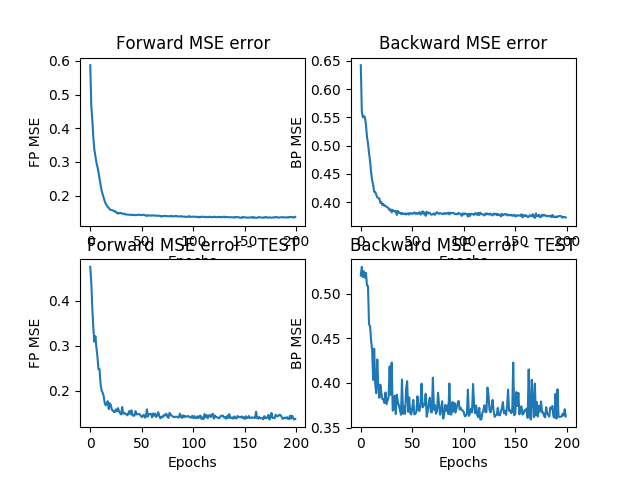 Forward MSE error
Backward MSE error
0.6
0.5
0.4
0.3
0.2
FP MSE
0 50 100 150 200
Epochs
0.65
0.60
0.55
0.50
0.45
0.40
BP MSE
0 50 100 150 200
Epochs
Forward MSE error - TEST
Backward MSE error - TEST
0.4
0.3
0.2
FP MSE
0 50 100 150 200
Epochs
0.50
0.45
0.40
0.35
BP MSE
0 50 100 150 200
Epochs